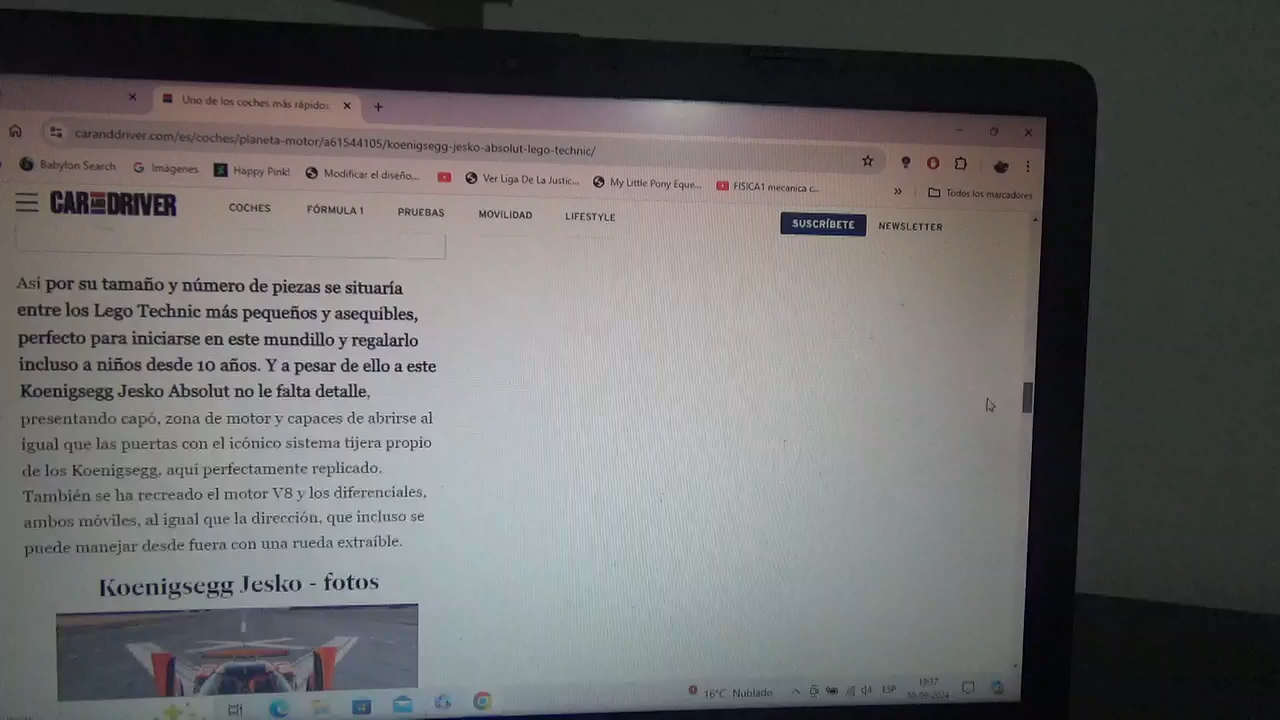 Uno de los coches más rápidos
caranddriver.com/es/coches/planeta-motor/a61544105/koenigsegg-jesko-absolut-lego-technic/
Babylon Search
Imágenes
Happy Pink!
Modificar el diseño...
Ver Liga De La Justic...
My Little Pony Eque...
FISICA1 mecanica c...
Todos los marcadores
CAR AND DRIVER
COCHES
FÓRMULA 1
PRUEBAS
MOVILIDAD
LIFESTYLE
SUSCRÍBETE
NEWSLETTER
Así por su tamaño y número de piezas se situaría
entre los Lego Technic más pequeños y asequibles,
perfecto para iniciarse en este mundillo y regalarlo
incluso a niños desde 10 años. Y a pesar de ello a este
Koenigsegg Jesko Absolut no le falta detalle,
presentando capó, zona de motor y capaces de abrirse al
igual que las puertas con el icónico sistema tijera propio
de los Koenigsegg, aquí perfectamente replicado.
También se ha recreado el motor V8 y los diferenciales,
ambos móviles, al igual que la dirección, que incluso se
puede manejar desde fuera con una rueda extraíble.
Koenigsegg Jesko - fotos
16°C Nublado
ESP
19:37
30-09-2024